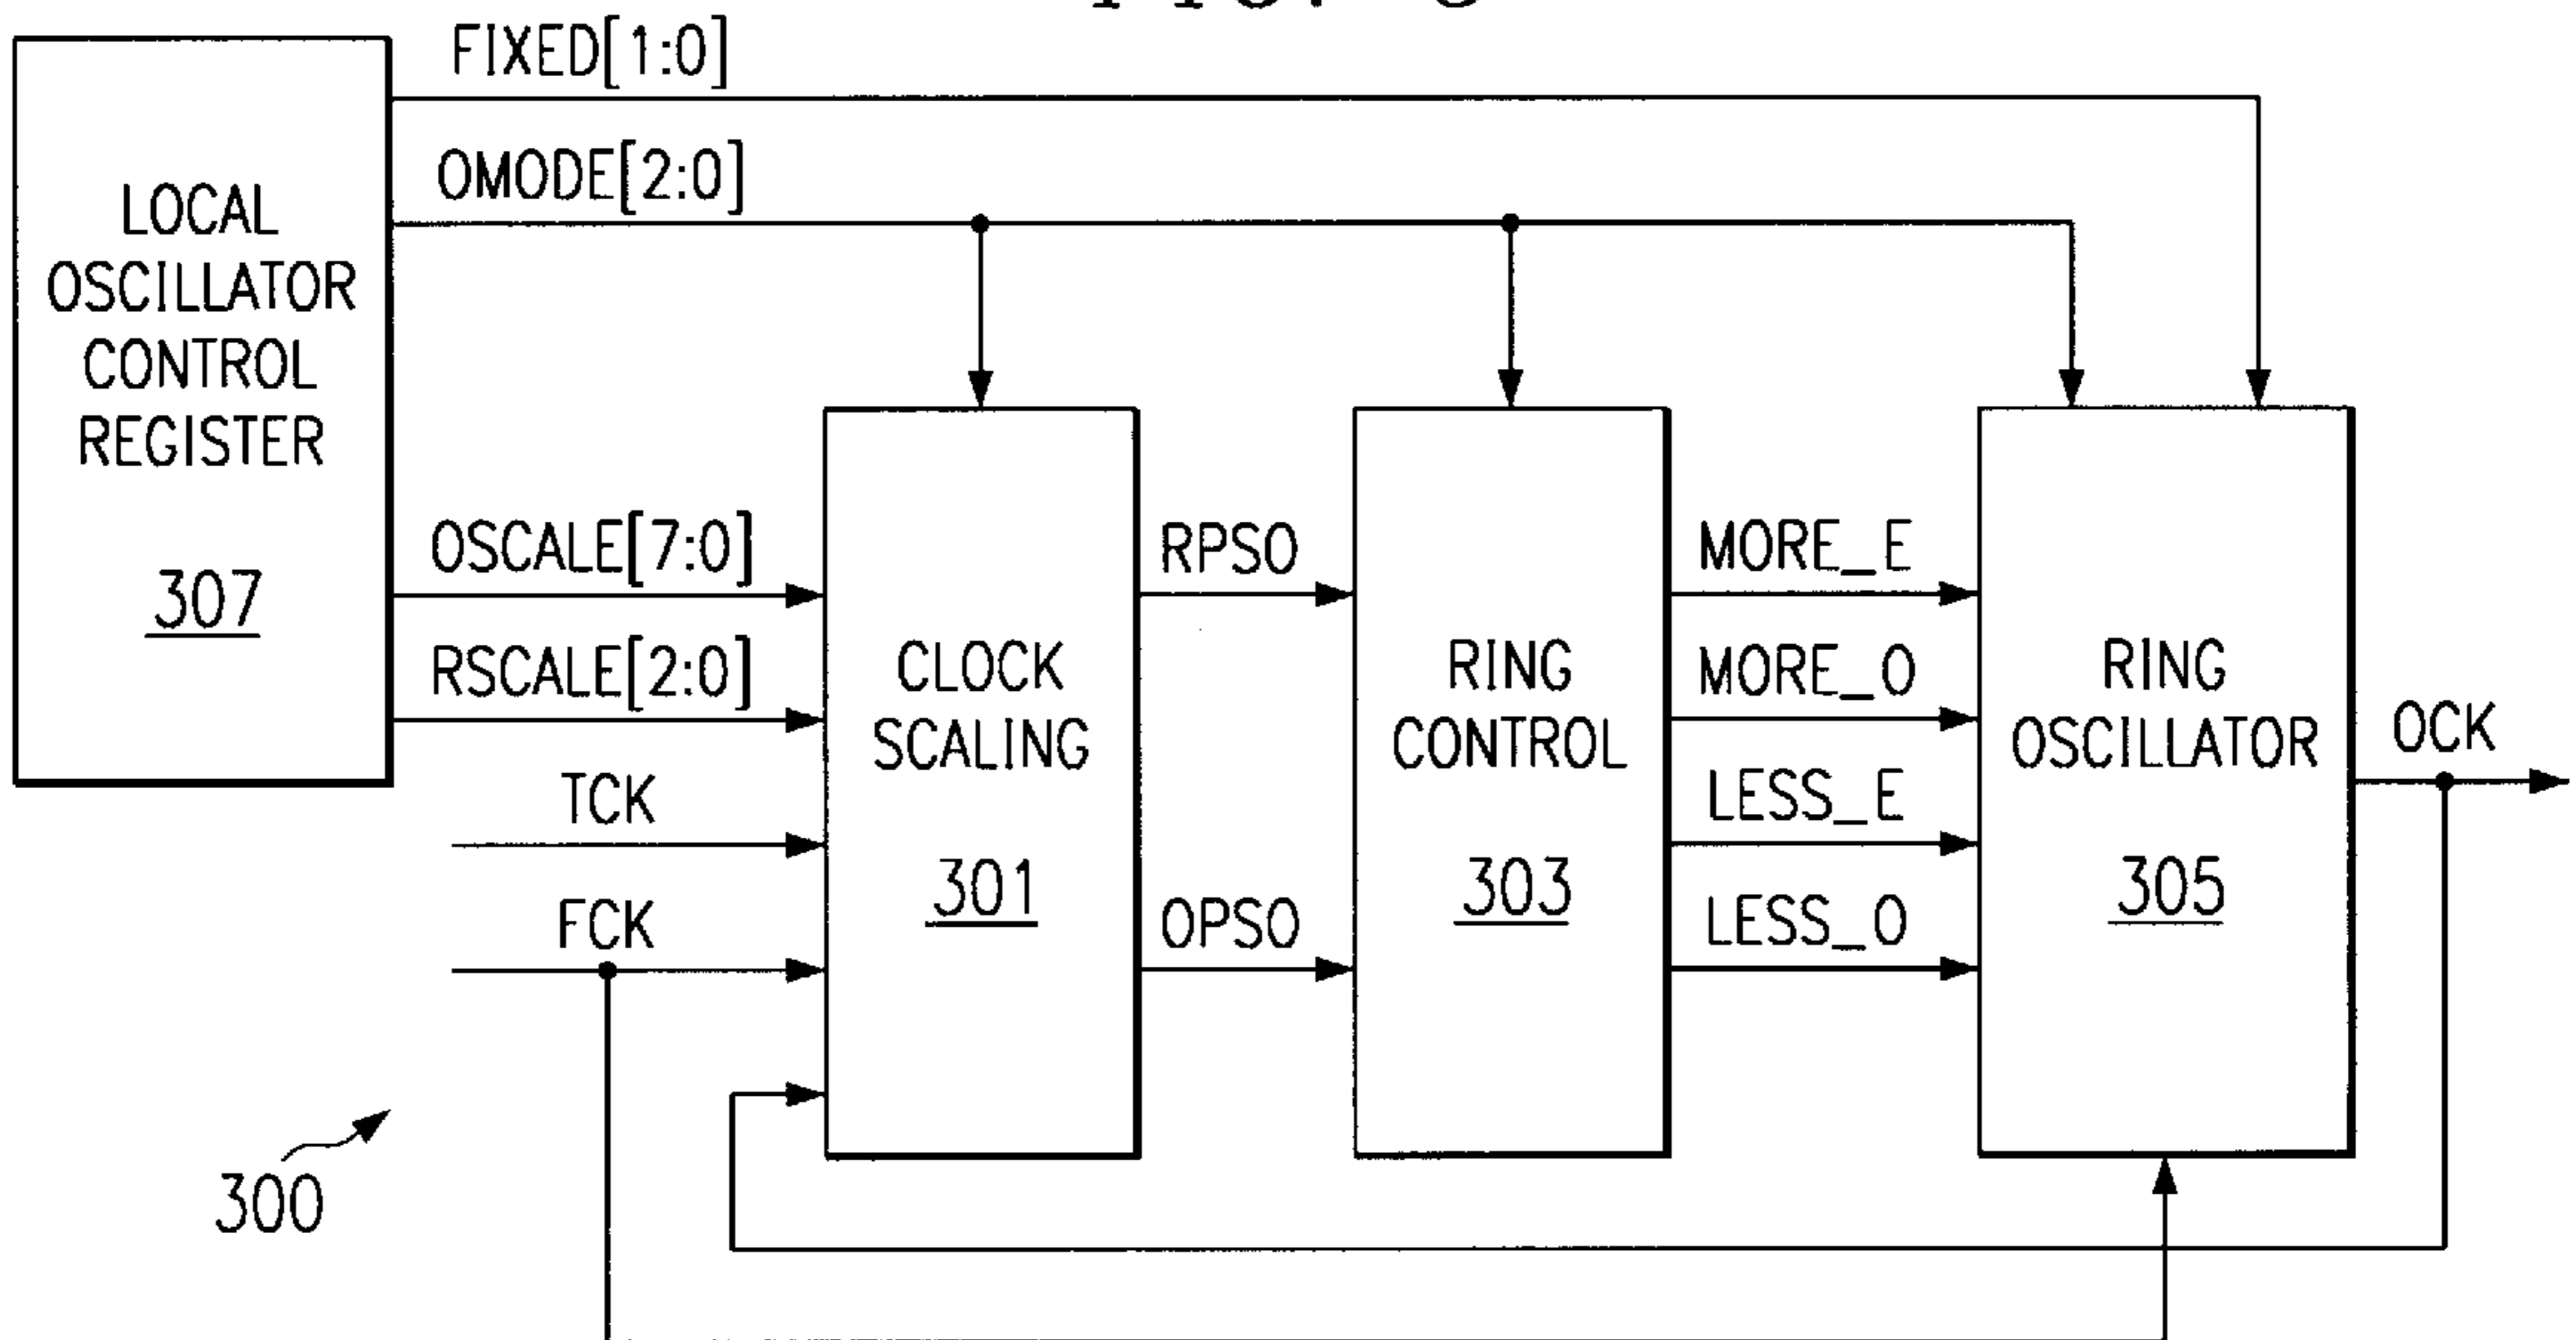 FIXED[1:0]
OMODE[2:0]
LOCAL
OSCILLATOR
CONTROL
REGISTER
307
OSCALE[7:0]
RSCALE[2:0]
TCK
FCK
CLOCK
SCALING
301
RPSO
OPSO
RING
CONTROL
303
MORE_E
MORE_O
LESS_E
LESS_O
RING
OSCILLATOR
305
OCK
300